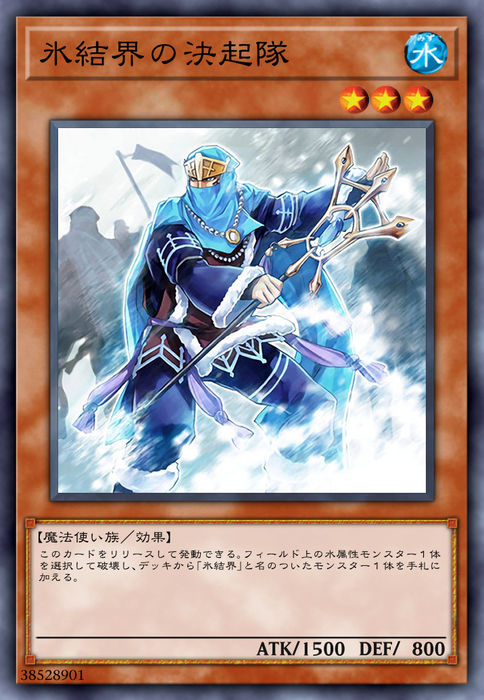 氷結界の決起隊
みず
水
【魔法使い族／効果】
このカードをリリースして発動できる。フィールド上の水属性モンスター１体
を選択して破壊し、デッキから「氷結界」と名のついたモンスター１体を手札に
加える。
ATK/1500 DEF/ 800
38528901